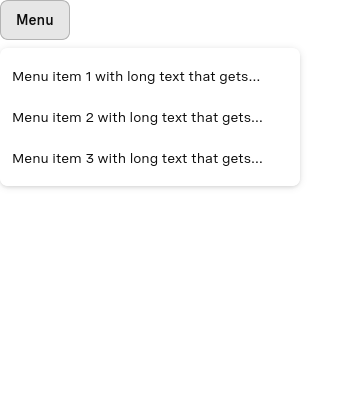 Menu
Menu item 1 with long text that gets...
Menu item 2 with long text that gets...
Menu item 3 with long text that gets...